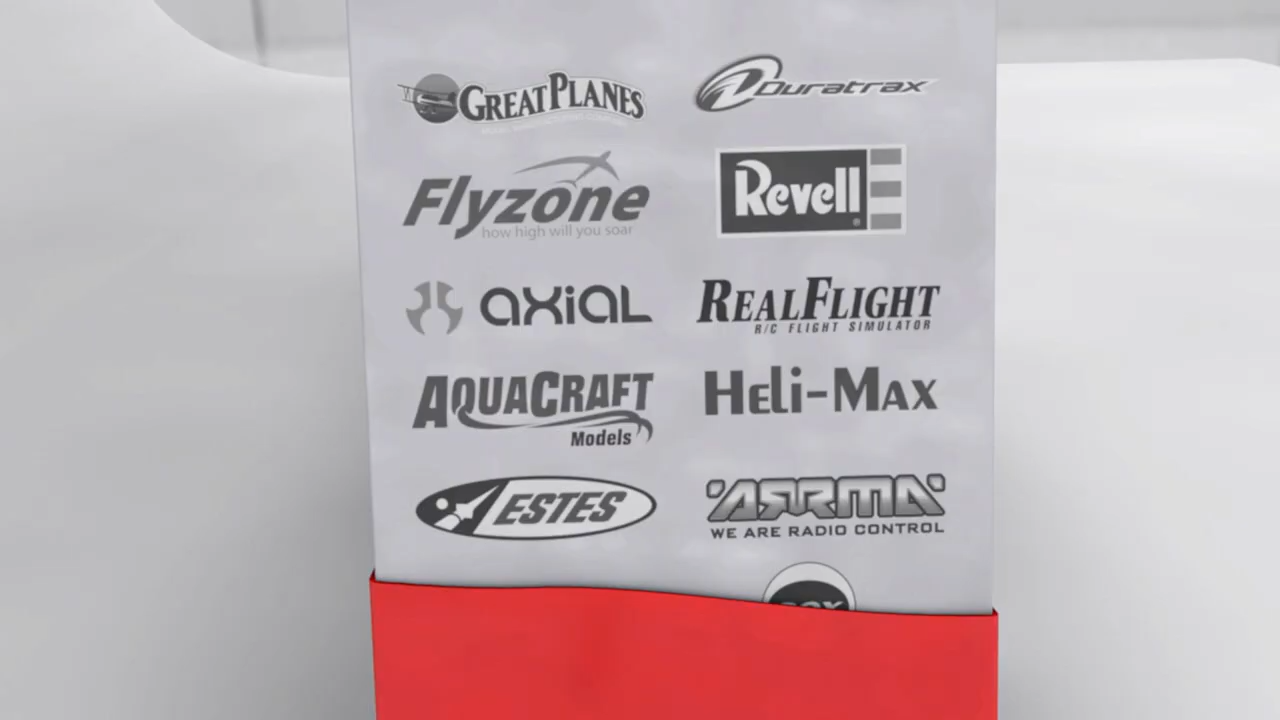 GREATPLANES
Duratrax
Flyzone
how high will you soar
Revell
AXiAL
REALFLIGHT
R/C FLIGHT SIMULATOR
AQUACRAFT
Models
HELi-MAX
ESTES
ARRMA
WE ARE RADIO CONTROL